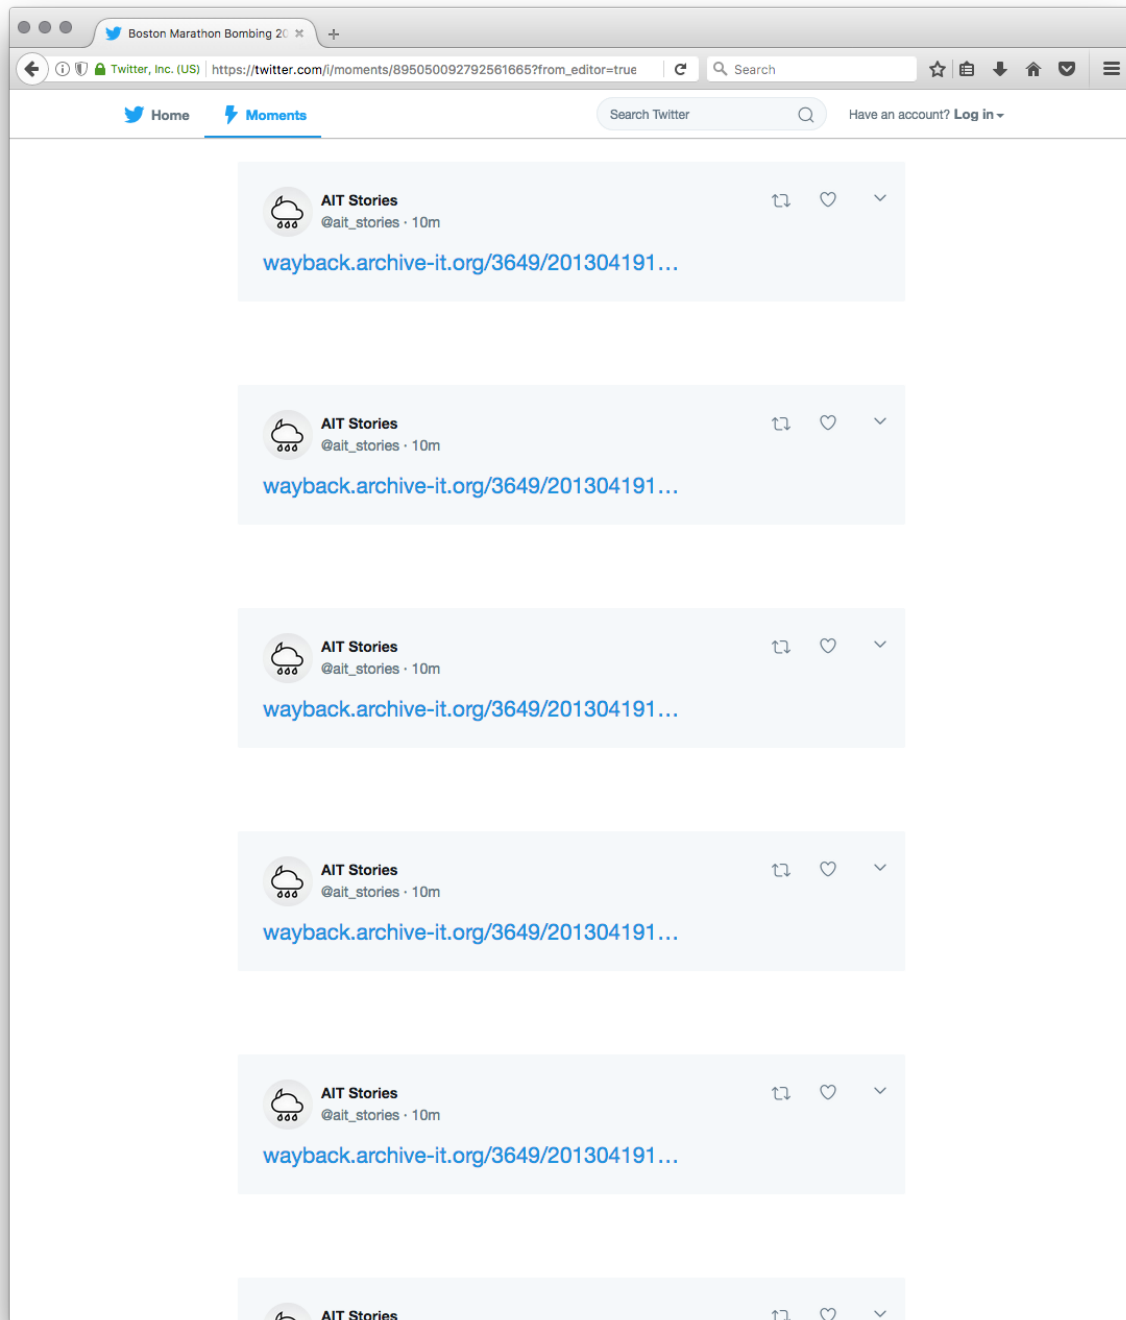 Boston Marathon Bombing 20
Twitter, Inc. (US) https://twitter.com/i/moments/895050092792561665?from_editor=true Search
Home Moments Search Twitter Have an account? Log in
AIT Stories
@ait_stories · 10m
wayback.archive-it.org/3649/201304191…
AIT Stories
@ait_stories · 10m
wayback.archive-it.org/3649/201304191…
AIT Stories
@ait_stories · 10m
wayback.archive-it.org/3649/201304191…
AIT Stories
@ait_stories · 10m
wayback.archive-it.org/3649/201304191…
AIT Stories
@ait_stories · 10m
wayback.archive-it.org/3649/201304191…
AIT Stories